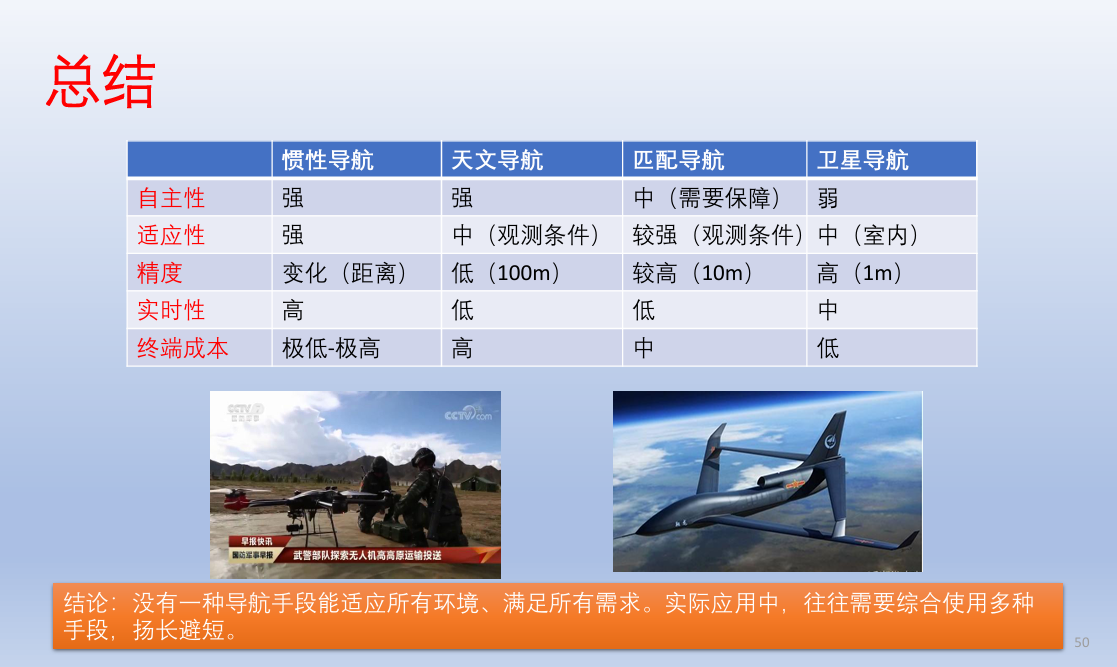 总结
惯性导航 天文导航 匹配导航 卫星导航
自主性 强 强 中（需要保障） 弱
适应性 强 中（观测条件） 较强（观测条件） 中（室内）
精度 变化（距离） 低（100m） 较高（10m） 高（1m）
实时性 高 低 低 中
终端成本 极低-极高 高 中 低
CCTV
CCTV.com
早报快讯
国防军事早报 武警部队探索无人机高高原运输投送
结论：没有一种导航手段能适应所有环境、满足所有需求。实际应用中，往往需要综合使用多种
手段，扬长避短。
50